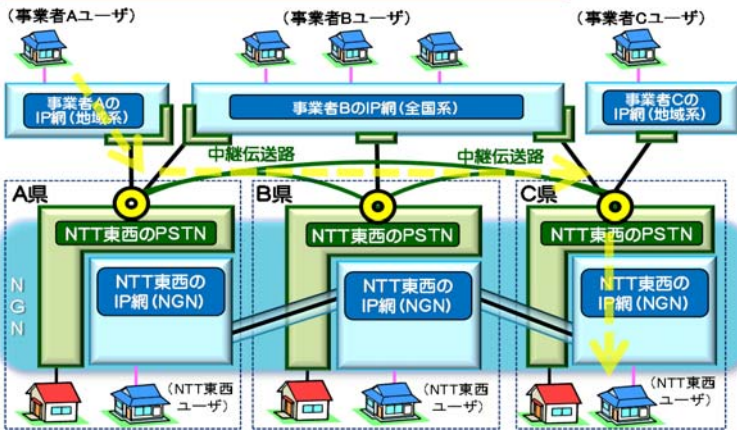 (事業者Aユーザ)
(事業者Bユーザ)
(事業者Cユーザ)
事業者Aの
IP網(地域系)
事業者BのIP網(全国系)
事業者Cの
IP網(地域系)
中継伝送路
中継伝送路
A県
B県
C県
NTT東西のPSTN
NTT東西のPSTN
NTT東西のPSTN
NGN
NTT東西の
IP網(NGN)
NTT東西の
IP網(NGN)
NTT東西の
IP網(NGN)
(NTT東西
ユーザ)
(NTT東西
ユーザ)
(NTT東西
ユーザ)